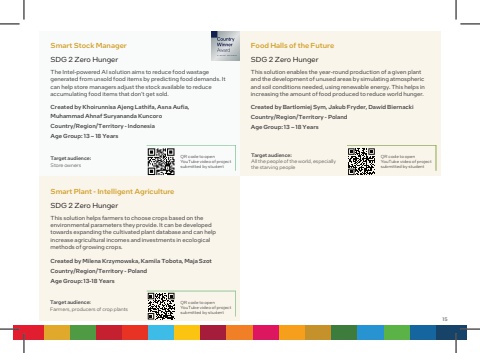 Smart Stock Manager
Country
Winner
Award
SDG 2 Zero Hunger
The Intel-powered AI solution aims to reduce food wastage
generated from unsold food items by predicting food demands. It
can help store managers adjust the stock available to reduce
accumulating food items that don't get sold.
Created by Khoirunnisa Ajeng Lathifa, Asna Aufia,
Muhammad Ahnaf Suryananda Kuncoro
Country/Region/Territory - Indonesia
Age Group: 13 – 18 Years
Target audience:
Store owners
QR code to open
YouTube video of project
submitted by student
Food Halls of the Future
SDG 2 Zero Hunger
This solution enables the year-round production of a given plant
and the development of unused areas by simulating atmospheric
and soil conditions needed, using renewable energy. This helps in
increasing the amount of food produced to reduce world hunger.
Created by Bartlomiej Sym, Jakub Fryder, Dawid Biernacki
Country/Region/Territory - Poland
Age Group: 13 – 18 Years
Target audience:
All the people of the world, especially
the starving people
QR code to open
YouTube video of project
submitted by student
Smart Plant - Intelligent Agriculture
SDG 2 Zero Hunger
This solution helps farmers to choose crops based on the
environmental parameters they provide. It can be developed
towards expanding the cultivated plant database and can help
increase agricultural incomes and investments in ecological
methods of growing crops.
Created by Milena Krzymowska, Kamila Tobota, Maja Szot
Country/Region/Territory - Poland
Age Group:13-18 Years
Target audience:
Farmers, producers of crop plants
QR code to open
YouTube video of project
submitted by student
15